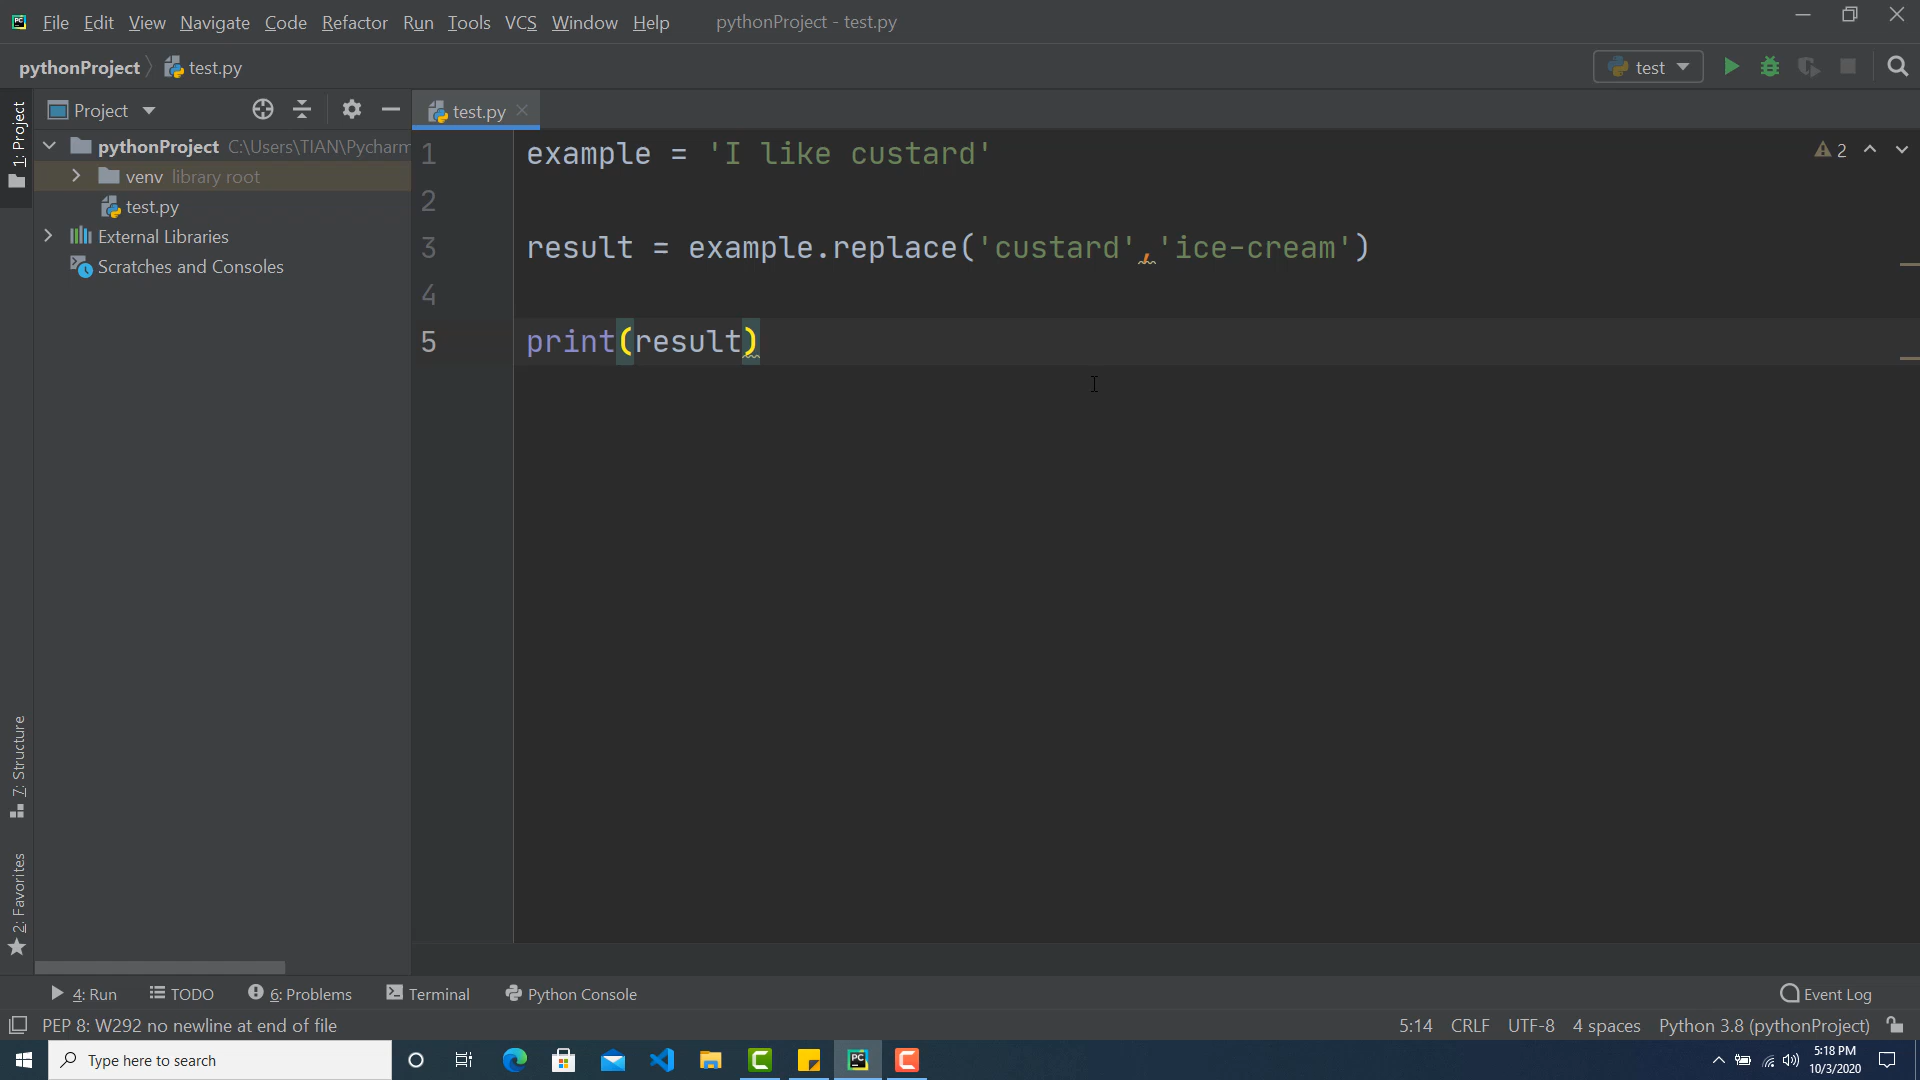 File Edit View Navigate Code Refactor Run Tools VCS Window Help pythonProject - test.py
pythonProject test.py test
1: Project
Project
test.py
pythonProject C:\Users\TIAN\Pycharm
venv library root
test.py
External Libraries
Scratches and Consoles
1 example = 'I like custard'
2
3 result = example.replace('custard','ice-cream')
4
5 print(result)
2
7: Structure
2: Favorites
4: Run TODO 6: Problems Terminal Python Console Event Log
PEP 8: W292 no newline at end of file 5:14 CRLF UTF-8 4 spaces Python 3.8 (pythonProject)
Type here to search
5:18 PM
10/3/2020